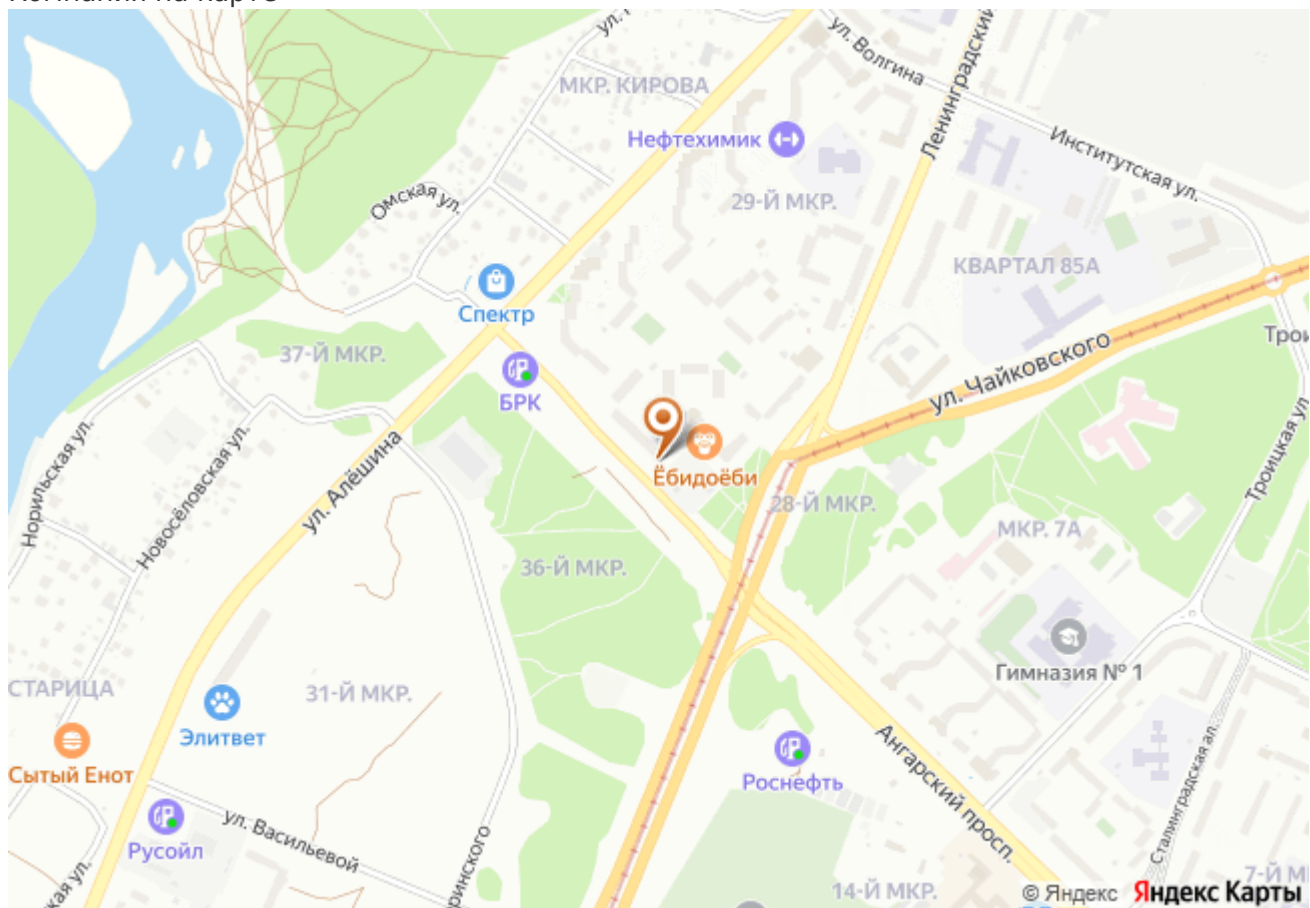 Компания на карте
ул. Волгина
Ленинградский
МКР. КИРОВА
Нефтехимик
Институтская ул.
Омская ул.
29-Й МКР.
КВАРТАЛ 85А
Спектр
37-Й МКР.
БРК
ул. Чайковского
Ёбидоёби
Норильская ул.
Новосёловская ул.
ул. Алёшина
28-Й МКР.
Троицкая ул.
МКР. 7А
36-Й МКР.
Гимназия № 1
СТАРИЦА
31-Й МКР.
Элитвет
Сытый Енот
Роснефть
Ангарский просп.
Сталинградская ал.
Русойл
ул. Васильевой
14-Й МКР.
© Яндекс Яндекс Карты